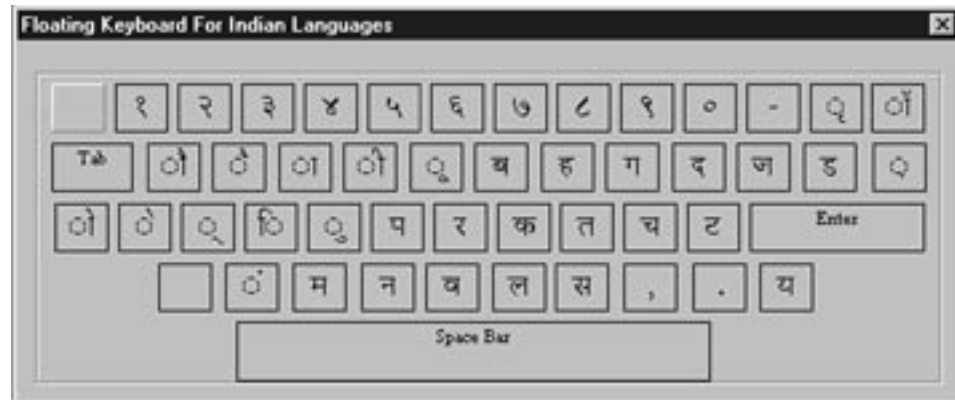 Floating Keyboard For Indian Languages
१ २ ३ ४ ५ ६ ७ ८ ९ ० - ृ ॉ
Tab ौ ै ा ी ू ब ह ग द ज ड ़
ो े ् ि ु प र क त च ट Enter
ं म न व ल स , . य
Space Bar